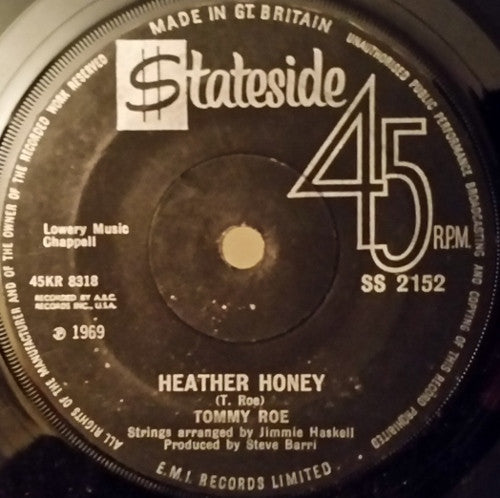 MADE IN GT. BRITAIN
UNAUTHORISED PUBLIC PERFORMANCE BROADCASTING AND COPYING OF THIS RECORD PROHIBITED
ALL RIGHTS OF THE MANUFACTURER AND OF THE OWNER OF THE RECORDED WORK RESERVED
$tateside
45
R.P.M.
Lowery Music
Chappell
45KR 8318
SS 2152
RECORDED BY A.B.C.
RECORDS INC., U.S.A.
℗ 1969
HEATHER HONEY
(T. Roe)
TOMMY ROE
Strings arranged by Jimmie Haskell
Produced by Steve Barri
E.M.I. RECORDS LIMITED